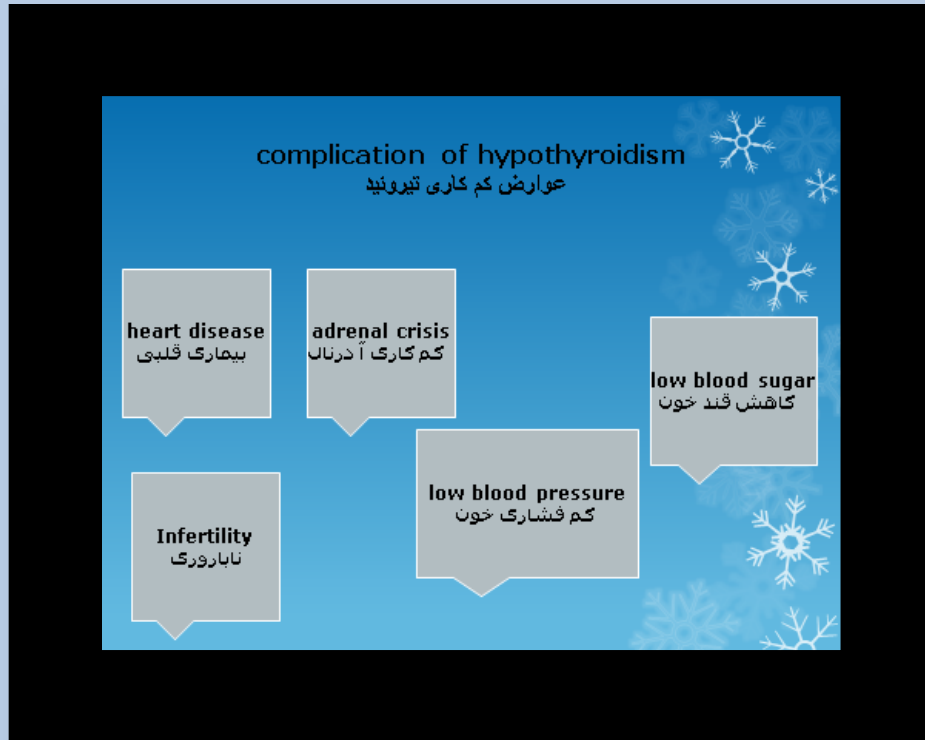 complication of hypothyroidism
عوارض کم کاری تیروئید
heart disease
بیماری قلبی
adrenal crisis
کم کاری آ درنال
low blood sugar
کاهش قند خون
low blood pressure
کم فشاری خون
Infertility
ناباروری